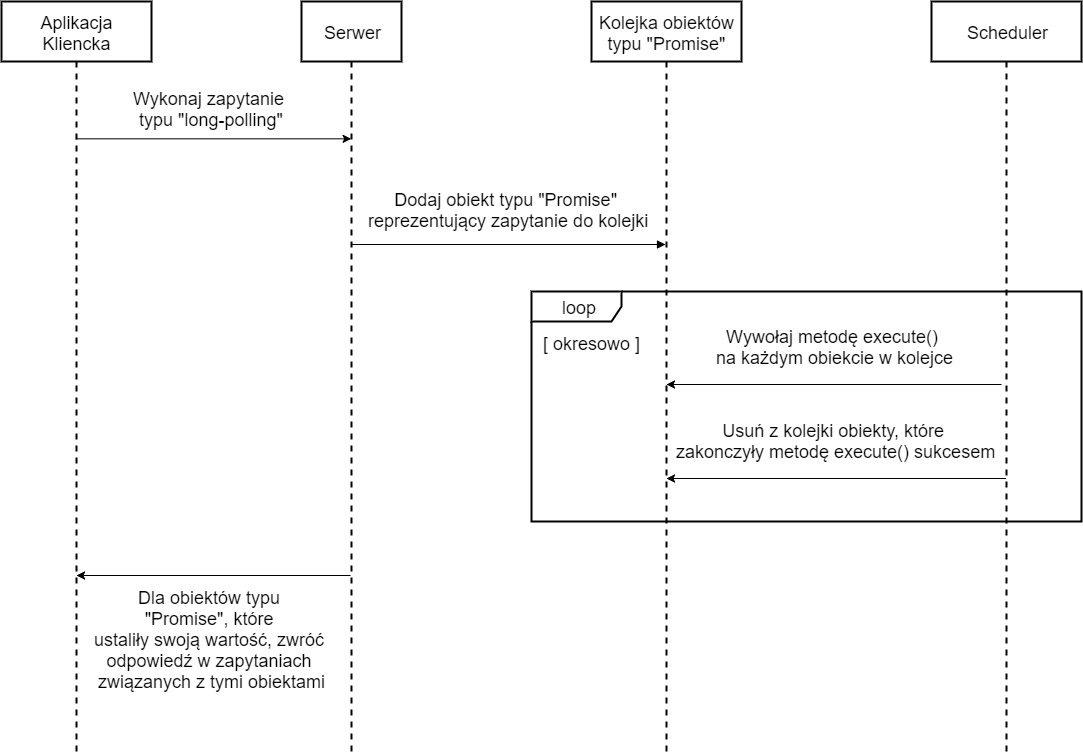 Aplikacja
Kliencka
Serwer
Kolejka obiektów
typu "Promise"
Scheduler
Wykonaj zapytanie
typu "long-polling"
Dodaj obiekt typu "Promise"
reprezentujący zapytanie do kolejki
loop
[ okresowo ]
Wywołaj metodę execute()
na każdym obiekcie w kolejce
Usuń z kolejki obiekty, które
zakonczyły metodę execute() sukcesem
Dla obiektów typu
"Promise", które
ustaliły swoją wartość, zwróć
odpowiedź w zapytaniach
związanych z tymi obiektami